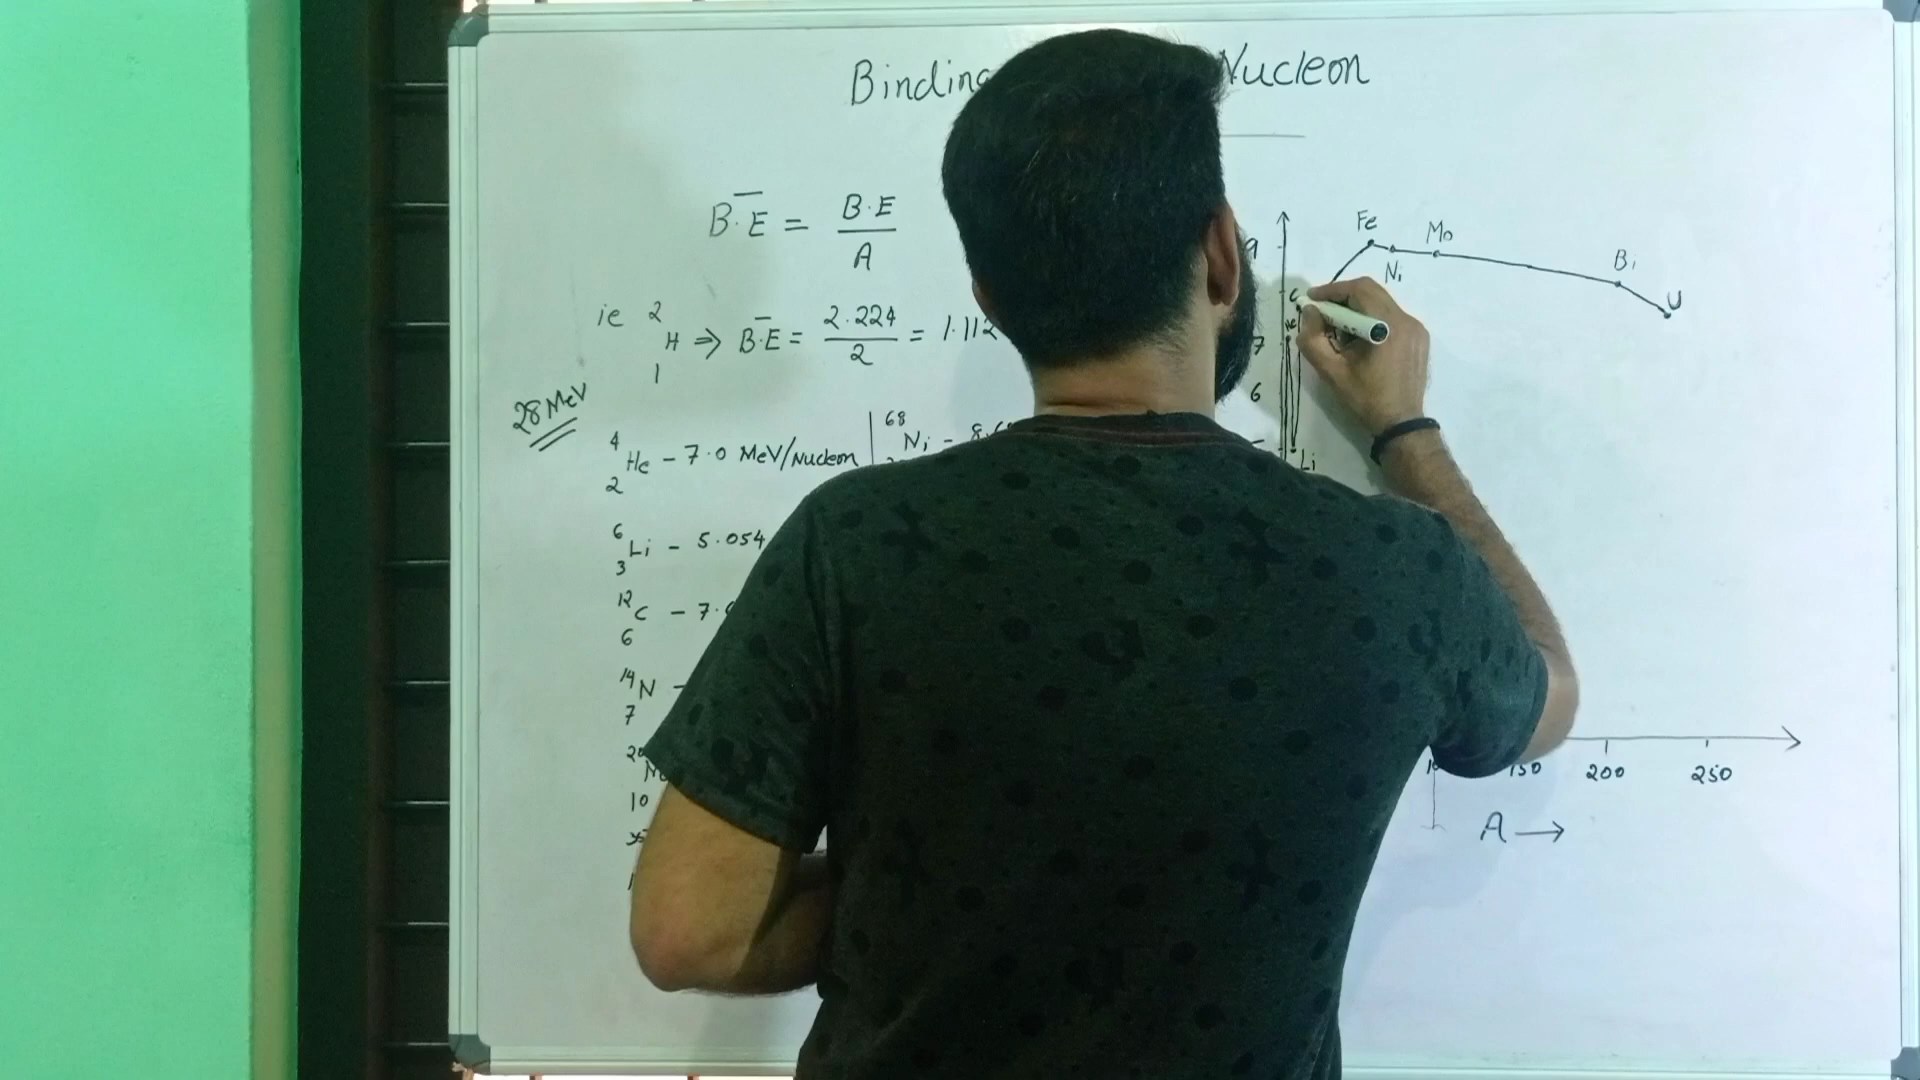 Binding Nucleon
B.E = B.E / A
ie 2 1 H ⇒ B.E = 2.224 / 2 = 1.112
28 MeV
4 2 He - 7.0 MeV/Nucleon
68 Ni -
6 3 Li - 5.054
12 6 C - 7.
14 7 N -
20
10
9
7
6
Fe
Ni
Mo
Bi
U
C
He
Li
150 200 250
A →